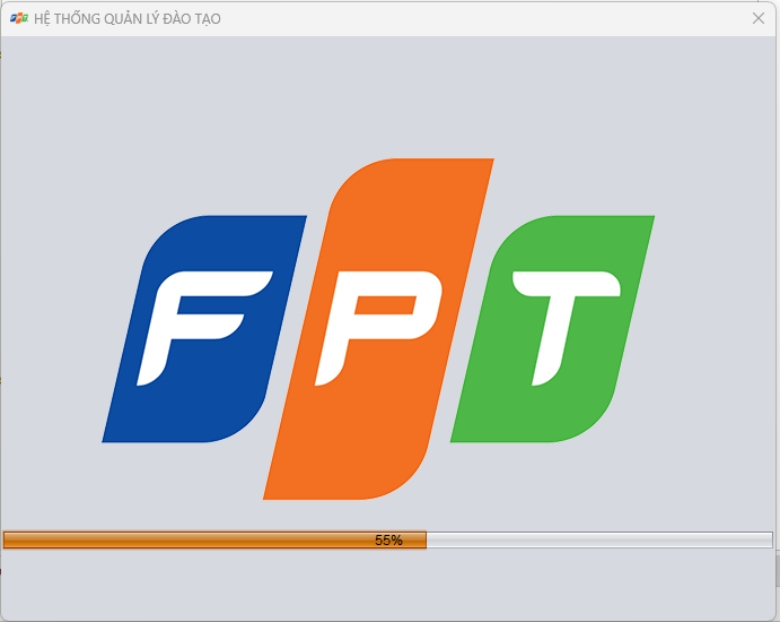 HỆ THỐNG QUẢN LÝ ĐÀO TẠO
FPT
55%